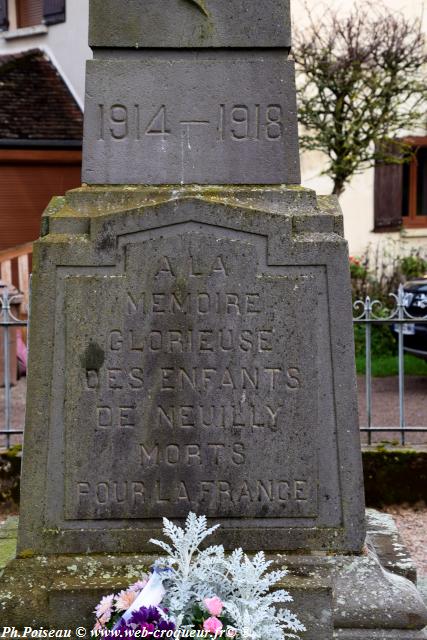 1914 — 1918
A LA
MEMOIRE
GLORIEUSE
DES ENFANTS
DE NEUILLY
MORTS
POUR LA FRANCE
Ph.Poiseau © www.web-croqueur.fr ©